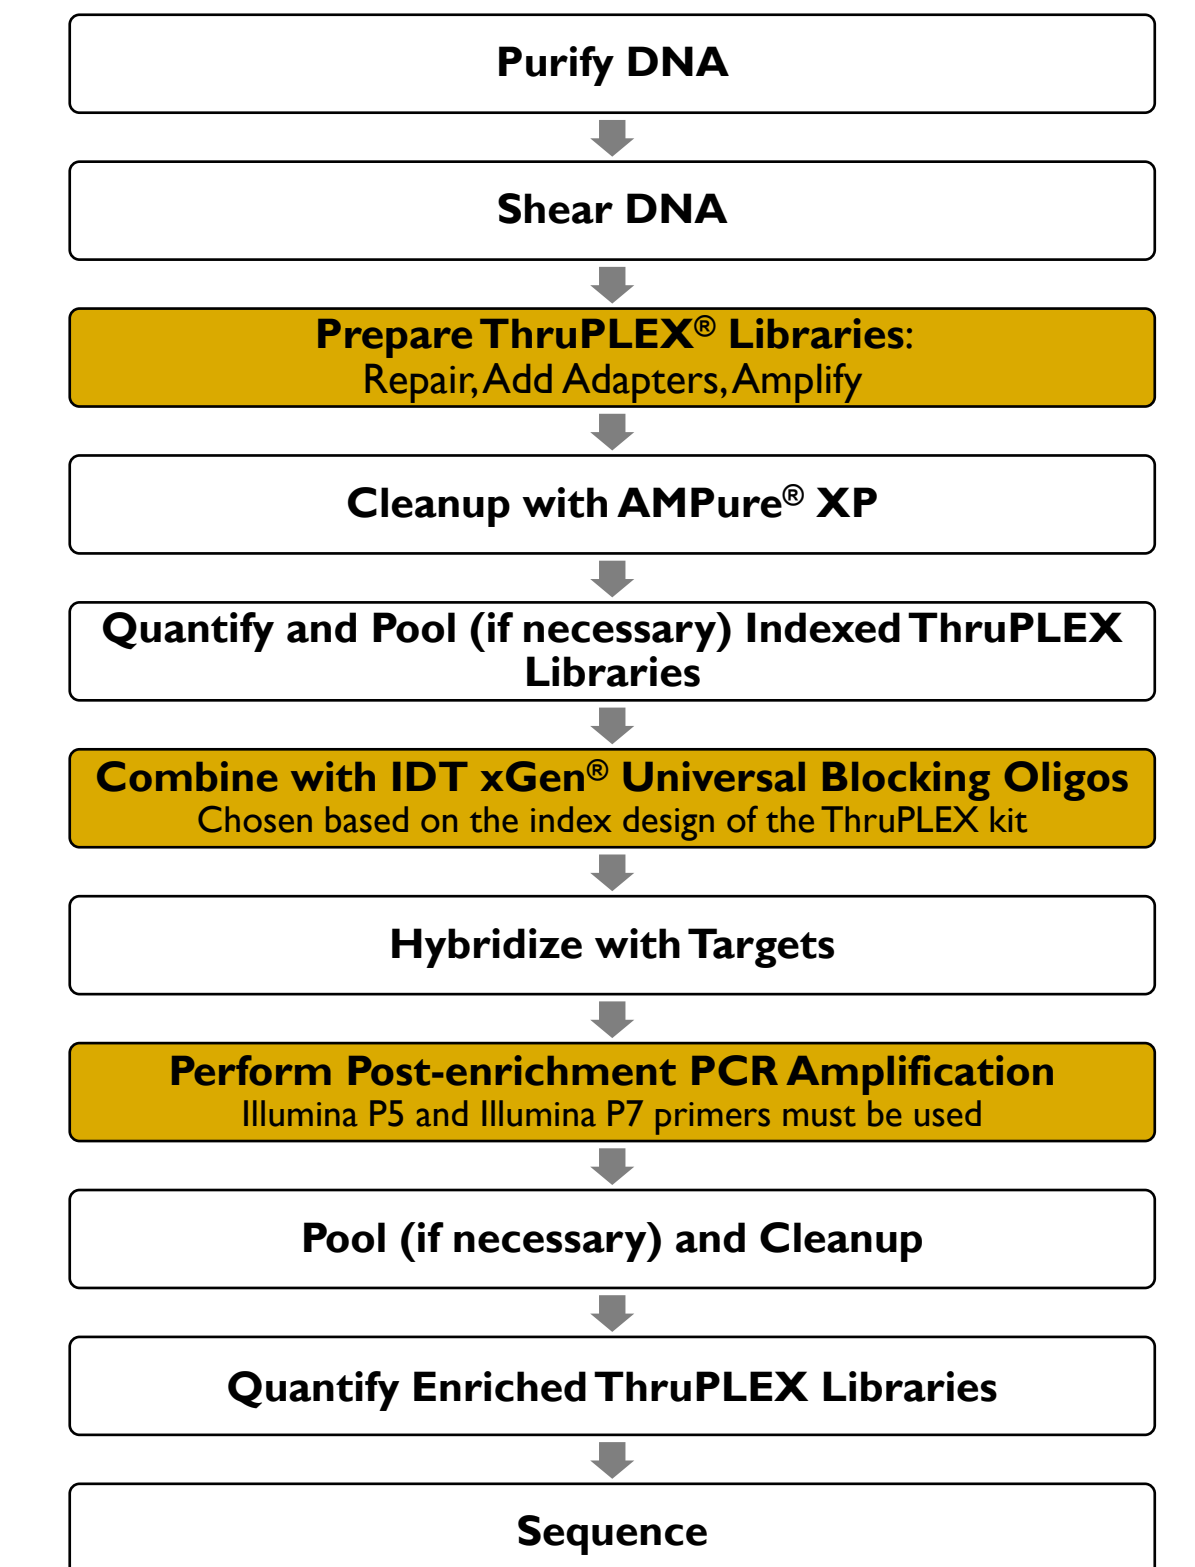 Purify DNA
Shear DNA
Prepare ThruPLEX® Libraries:
Repair, Add Adapters, Amplify
Cleanup with AMPure® XP
Quantify and Pool (if necessary) Indexed ThruPLEX
Libraries
Combine with IDT xGen® Universal Blocking Oligos
Chosen based on the index design of the ThruPLEX kit
Hybridize with Targets
Perform Post-enrichment PCR Amplification
Illumina P5 and Illumina P7 primers must be used
Pool (if necessary) and Cleanup
Quantify Enriched ThruPLEX Libraries
Sequence